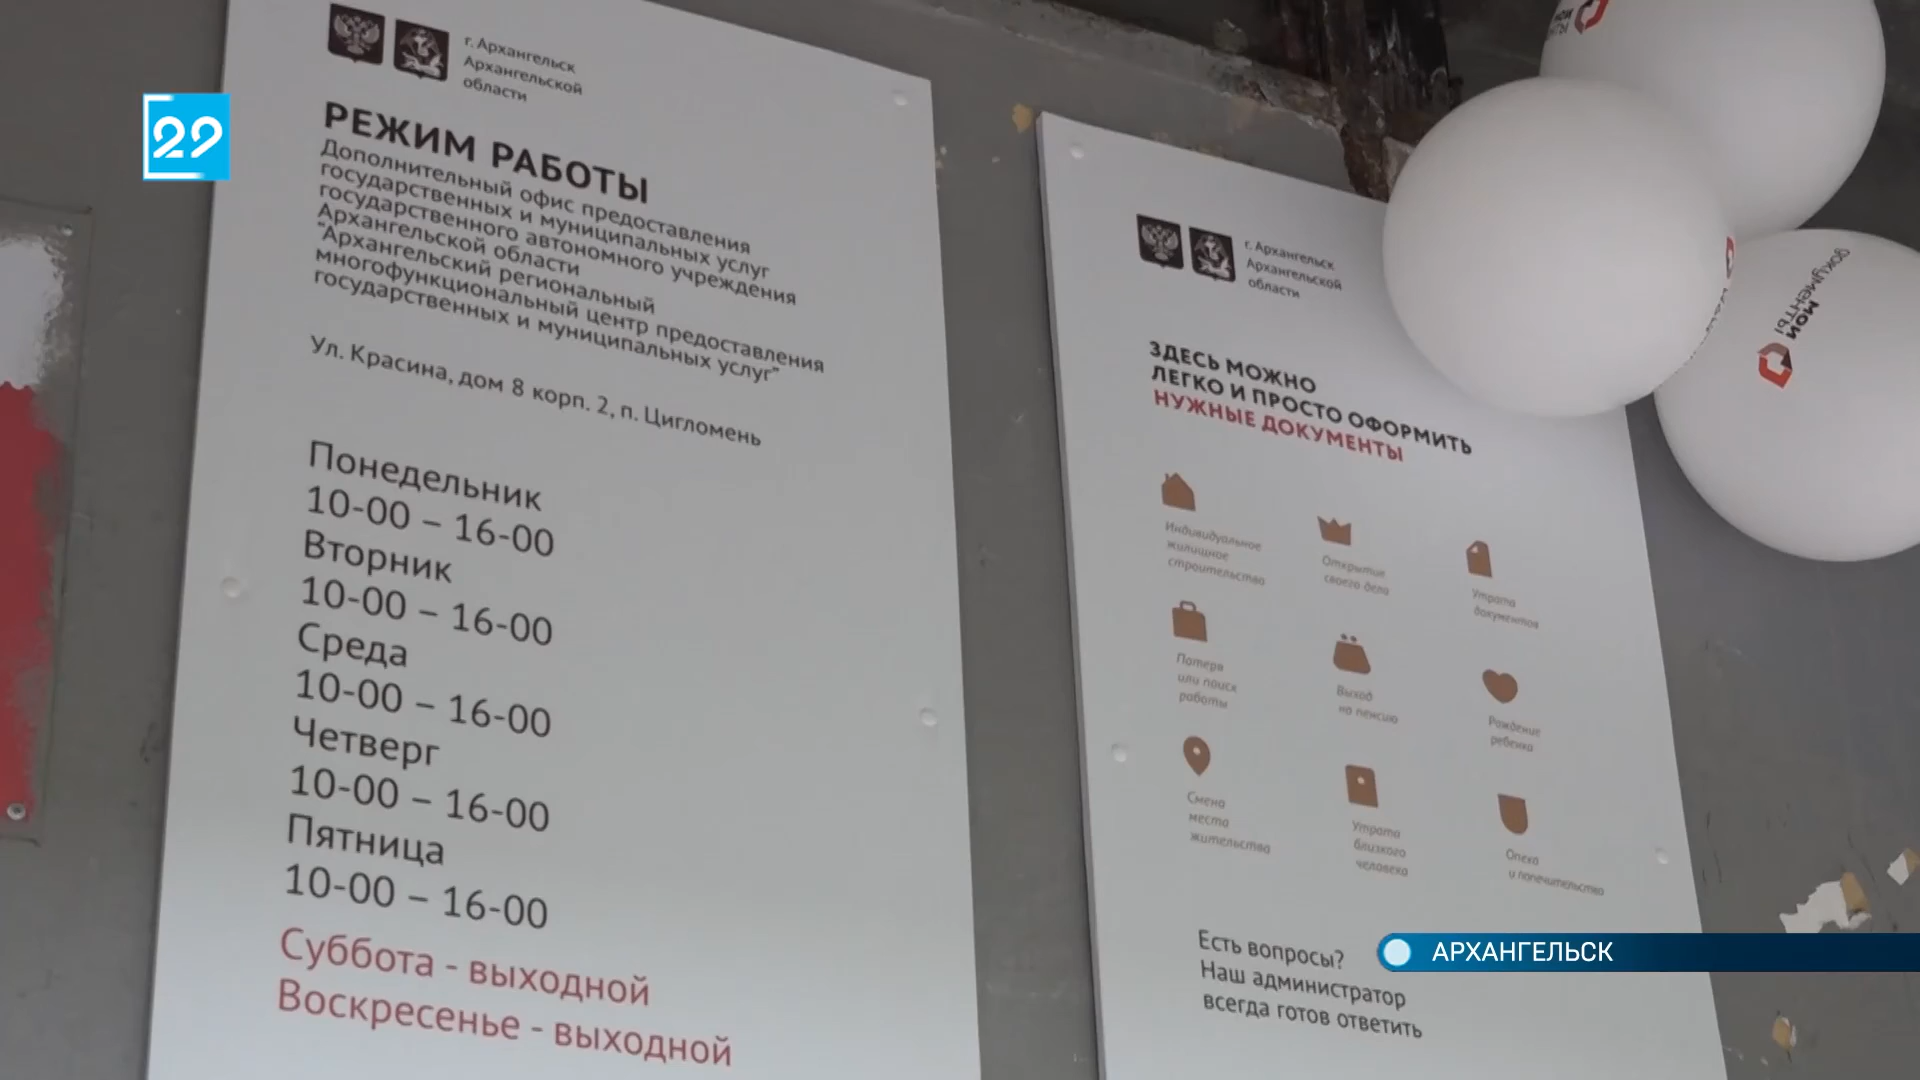 29
г. Архангельск
Архангельской
области
РЕЖИМ РАБОТЫ
Дополнительный офис предоставления
государственных и муниципальных услуг
государственного автономного учреждения
Архангельской области
"Архангельский региональный
многофункциональный центр предоставления
государственных и муниципальных услуг"
Ул. Красина, дом 8 корп. 2, п. Цигломень
Понедельник
10-00 – 16-00
Вторник
10-00 – 16-00
Среда
10-00 – 16-00
Четверг
10-00 – 16-00
Пятница
10-00 – 16-00
Суббота - выходной
Воскресенье - выходной
г. Архангельск
Архангельской
области
ЗДЕСЬ МОЖНО
ЛЕГКО И ПРОСТО ОФОРМИТЬ
НУЖНЫЕ ДОКУМЕНТЫ
Индивидуальное
жилищное
строительство
Открытие
своего дела
Утрата
документов
Потеря
или поиск
работы
Выход
на пенсию
Рождение
ребенка
Смена
места
жительства
Утрата
близкого
человека
Опека
и попечительство
Есть вопросы?
Наш администратор
всегда готов ответить
мои
документы
АРХАНГЕЛЬСК